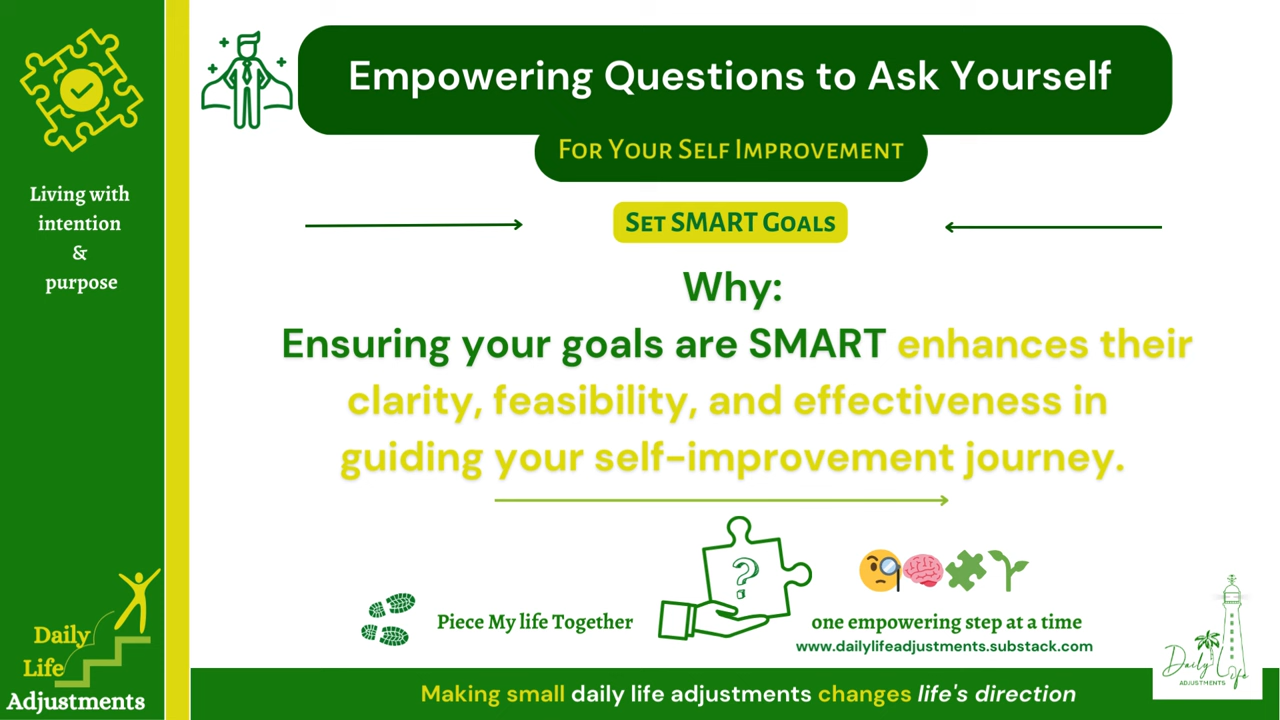 Empowering Questions to Ask Yourself
For Your Self Improvement
Set SMART Goals
Why:
Ensuring your goals are SMART enhances their
clarity, feasibility, and effectiveness in
guiding your self-improvement journey.
?
Piece My life Together
one empowering step at a time
www.dailylifeadjustments.substack.com
Making small daily life adjustments changes life's direction
Living with
intention
&
purpose
Daily
Life
Adjustments
Daily Life
ADJUSTMENTS